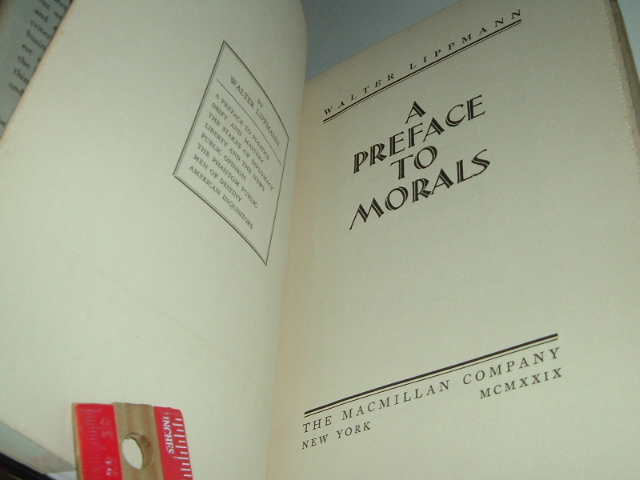 BY
WALTER LIPPMANN
A PREFACE TO POLITICS
DRIFT AND MASTERY
THE STAKES OF DIPLOMACY
LIBERTY AND THE NEWS
PUBLIC OPINION
THE PHANTOM PUBLIC
MEN OF DESTINY
AMERICAN INQUISITORS
WALTER LIPPMANN
A
PREFACE
TO
MORALS
THE MACMILLAN COMPANY
NEW YORK MCMXXIX
INCHES